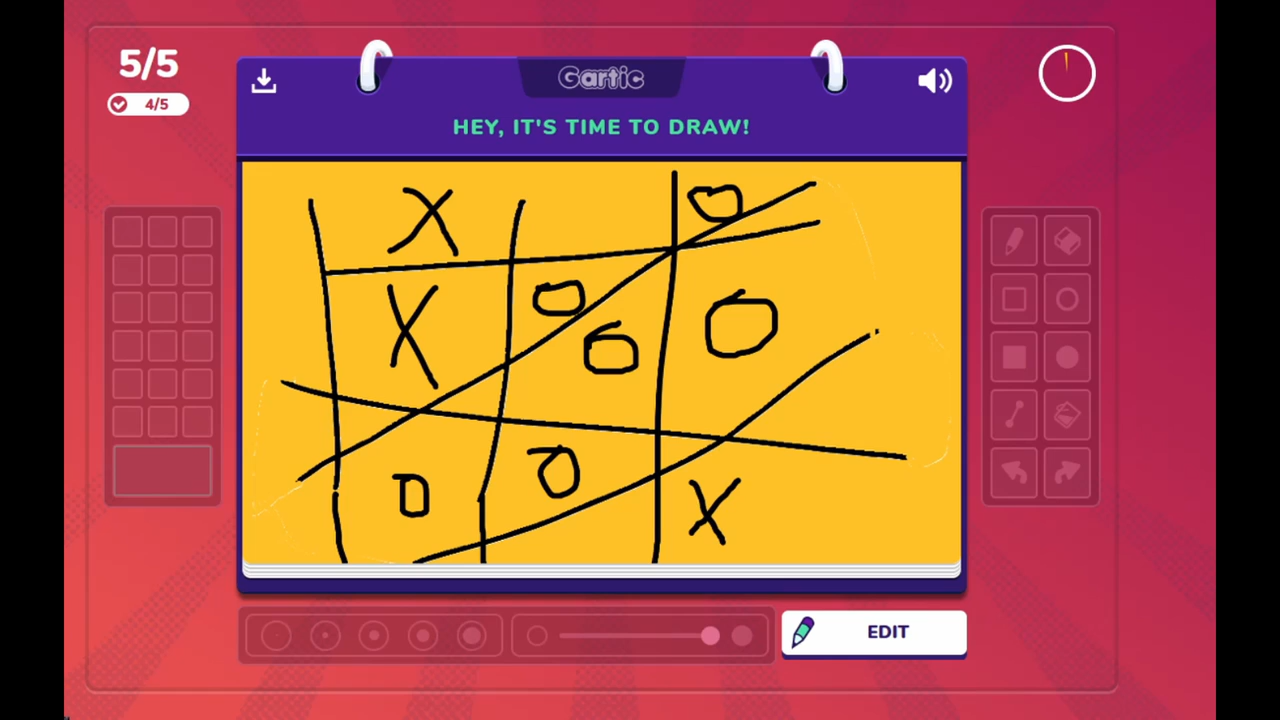 5/5
4/5
Gartic
HEY, IT'S TIME TO DRAW!
X O
X O O O
O O X
EDIT